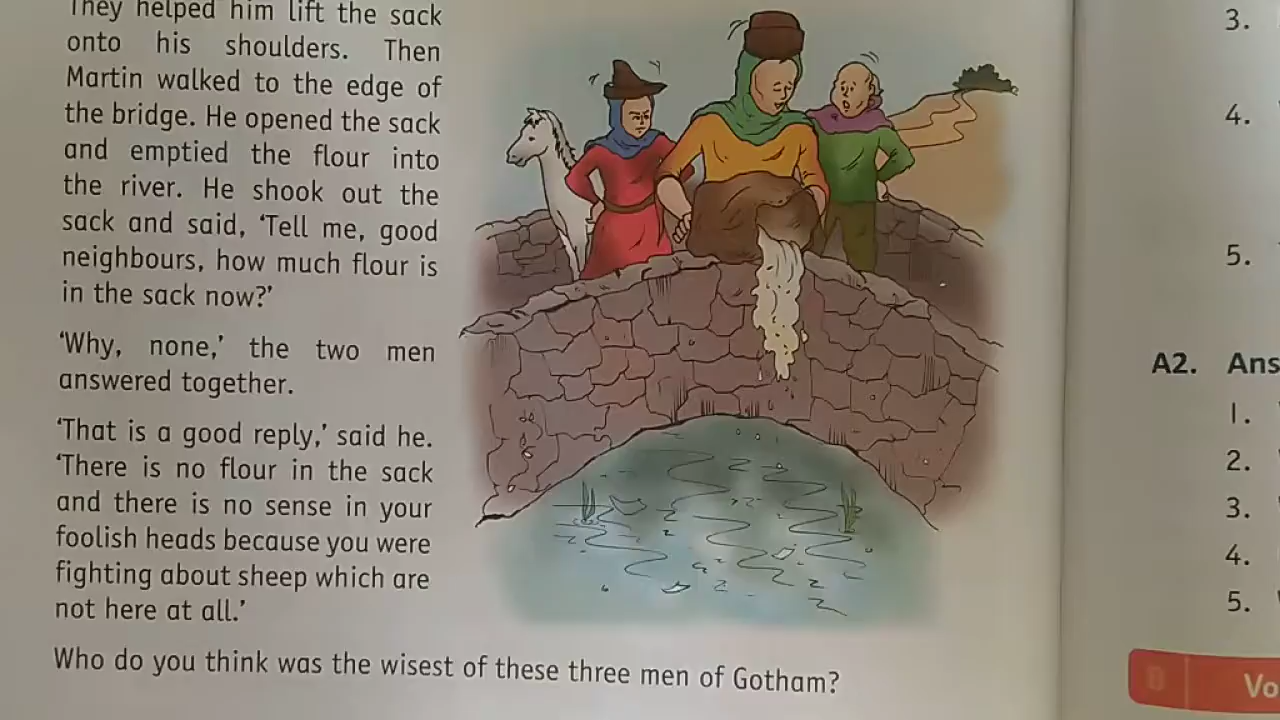 They helped him lift the sack
onto his shoulders. Then
Martin walked to the edge of
the bridge. He opened the sack
and emptied the flour into
the river. He shook out the
sack and said, ‘Tell me, good
neighbours, how much flour is
in the sack now?’
‘Why, none,’ the two men
answered together.
‘That is a good reply,’ said he.
‘There is no flour in the sack
and there is no sense in your
foolish heads because you were
fighting about sheep which are
not here at all.’
Who do you think was the wisest of these three men of Gotham?
3.
4.
5.
A2. Ans
1.
2.
3.
4.
5.
B Vo